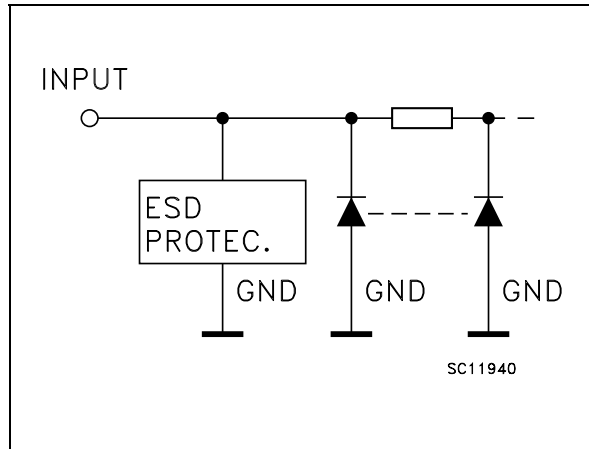 INPUT
ESD
PROTEC.
GND
GND
GND
SC11940